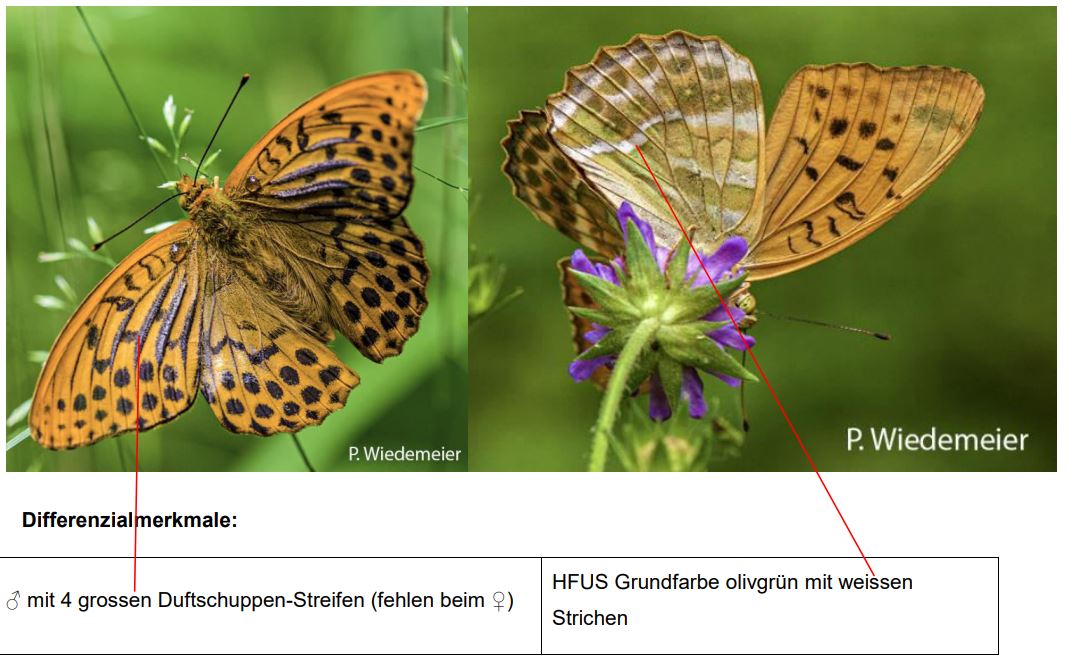 P. Wiedemeier
P. Wiedemeier
Differenzialmerkmale:
♂ mit 4 grossen Duftschuppen-Streifen (fehlen beim ♀)
HFUS Grundfarbe olivgrün mit weissen
Strichen